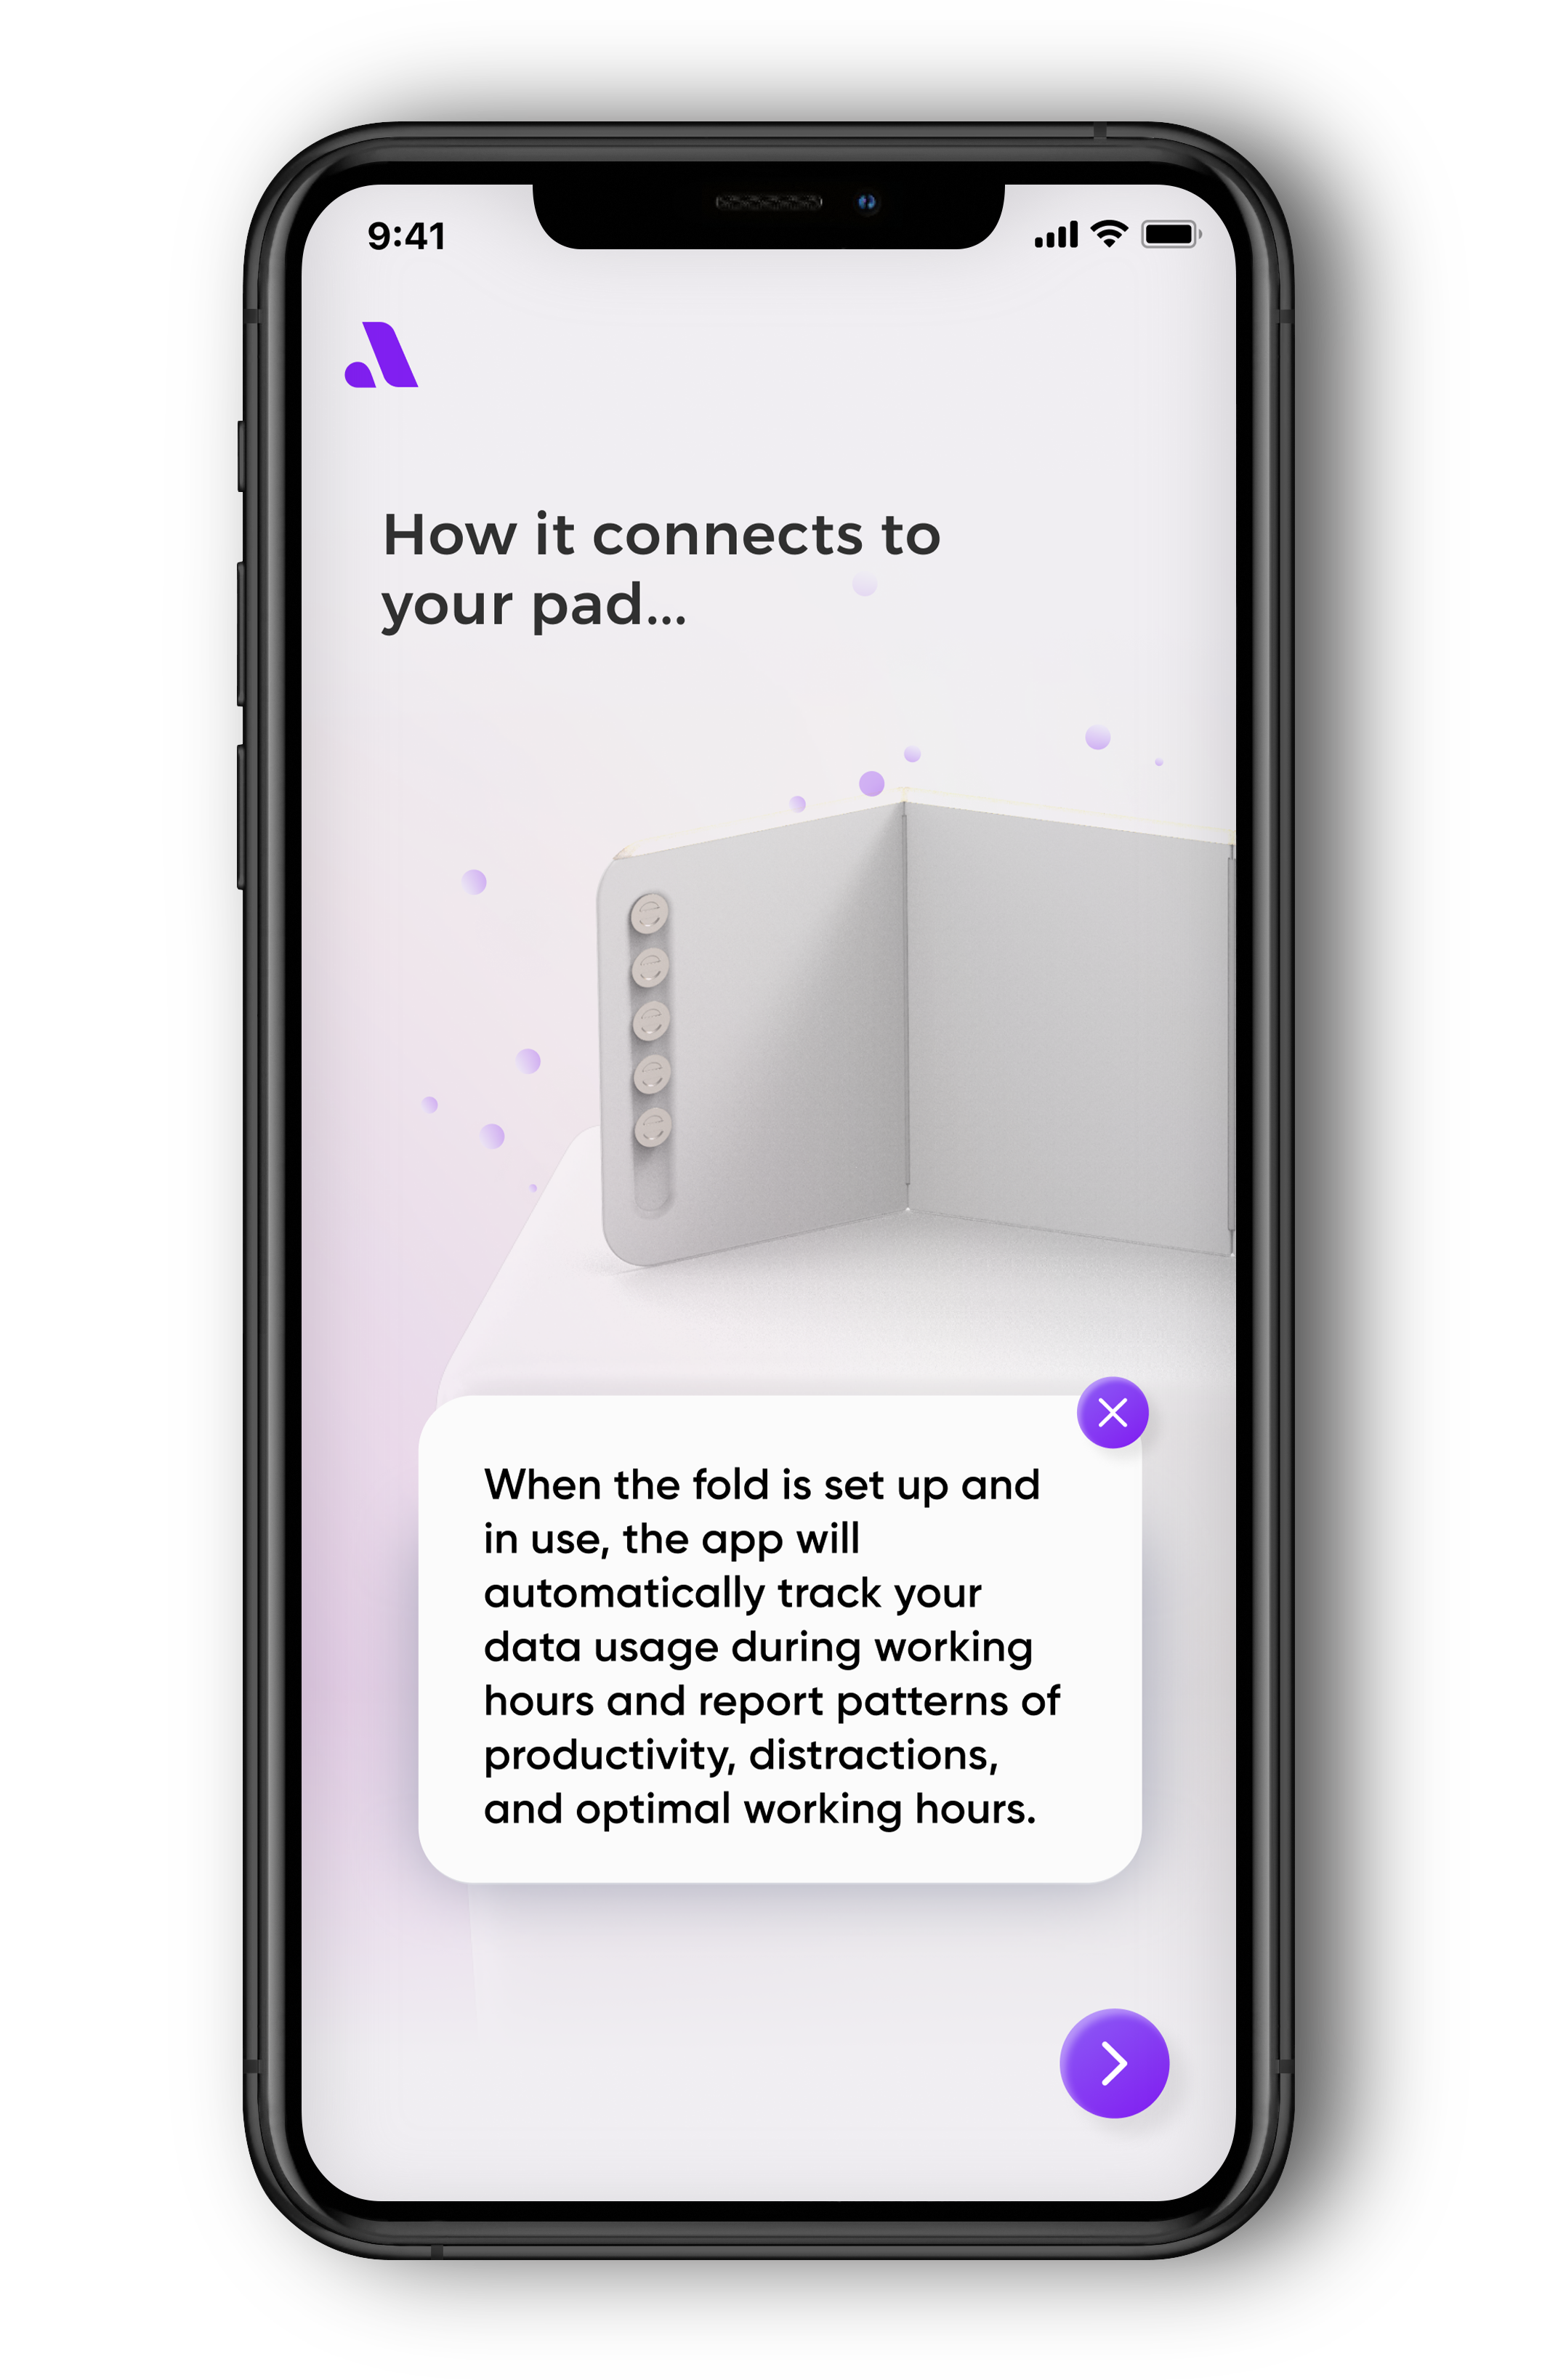 9:41
How it connects to
your pad...
e
e
e
e
e
When the fold is set up and
in use, the app will
automatically track your
data usage during working
hours and report patterns of
productivity, distractions,
and optimal working hours.